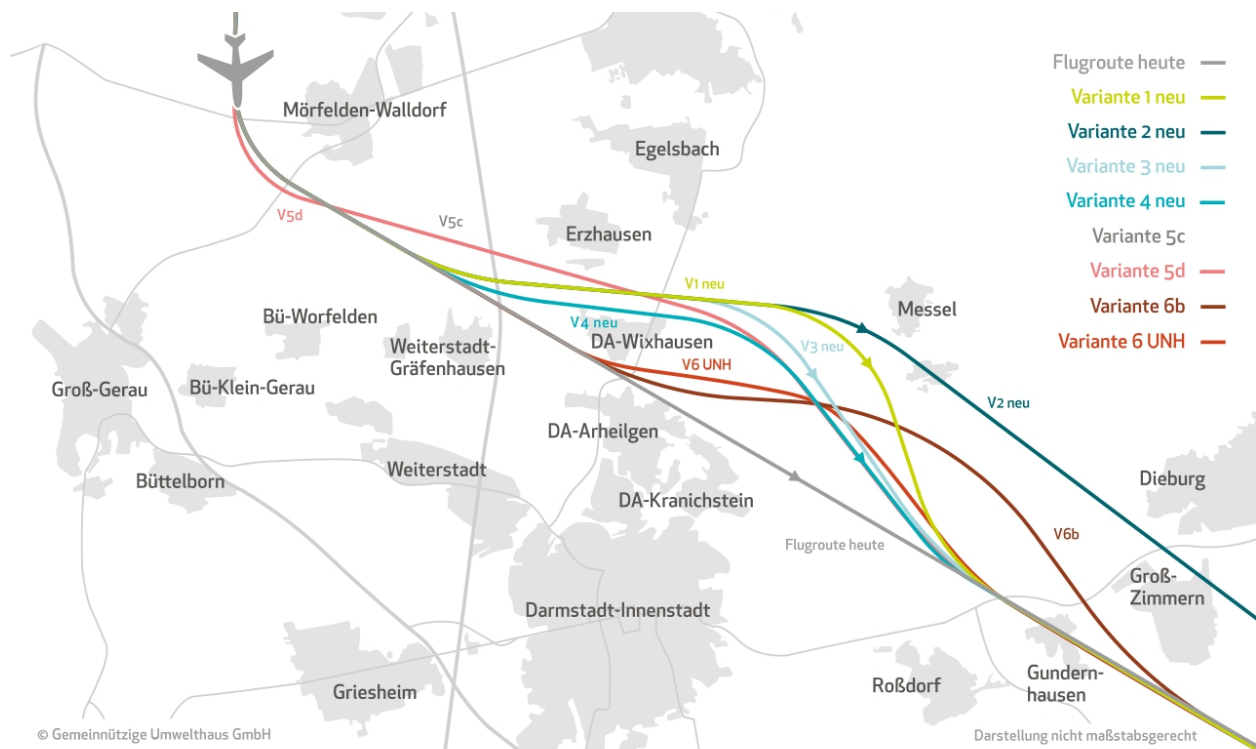 Flugroute heute
Variante 1 neu
Variante 2 neu
Variante 3 neu
Variante 4 neu
Variante 5c
Variante 5d
Variante 6b
Variante 6 UNH
Mörfelden-Walldorf
Egelsbach
V5d
V5c
Erzhausen
V1 neu
Messel
Bü-Worfelden
V4 neu
DA-Wixhausen
V3 neu
Weiterstadt-
Gräfenhausen
V6 UNH
Groß-Gerau
Bü-Klein-Gerau
V2 neu
DA-Arheilgen
Weiterstadt
Büttelborn
DA-Kranichstein
Dieburg
Flugroute heute
V6b
Groß-
Zimmern
Darmstadt-Innenstadt
Griesheim
Roßdorf
Gundern-
hausen
© Gemeinnützige Umwelthaus GmbH
Darstellung nicht maßstabsgerecht